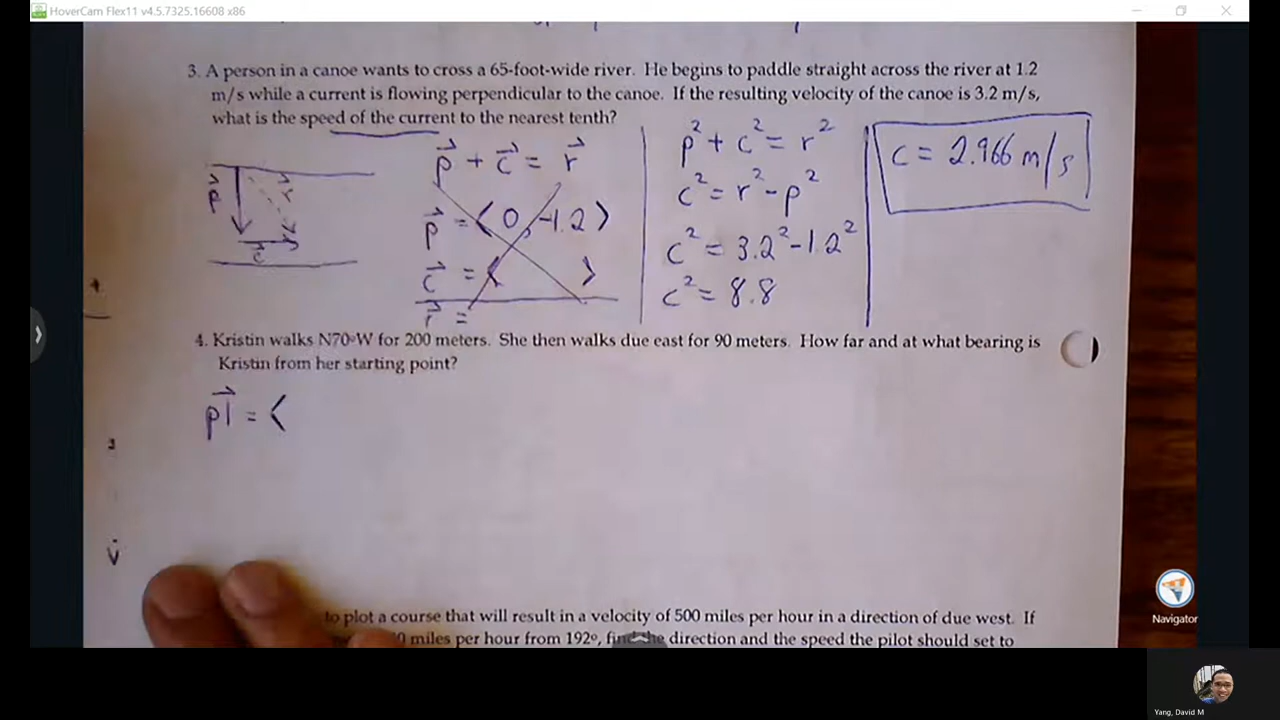 HoverCam Flex11 v4.5.7325.16608 x86
3. A person in a canoe wants to cross a 65-foot-wide river. He begins to paddle straight across the river at 1.2
m/s while a current is flowing perpendicular to the canoe. If the resulting velocity of the canoe is 3.2 m/s,
what is the speed of the current to the nearest tenth?
p⃗
r⃗
c⃗
p⃗ + c⃗ = r⃗
p⃗ = ⟨0, -1.2⟩
c⃗ = ⟨ ⟩
r⃗ =
p² + c² = r²
c² = r² - p²
c² = 3.2² - 1.2²
c² = 8.8
c = 2.966 m/s
4. Kristin walks N70°W for 200 meters. She then walks due east for 90 meters. How far and at what bearing is
Kristin from her starting point?
p1⃗ = ⟨
to plot a course that will result in a velocity of 500 miles per hour in a direction of due west. If
0 miles per hour from 192º, find the direction and the speed the pilot should set to
Navigator
Yang, David M